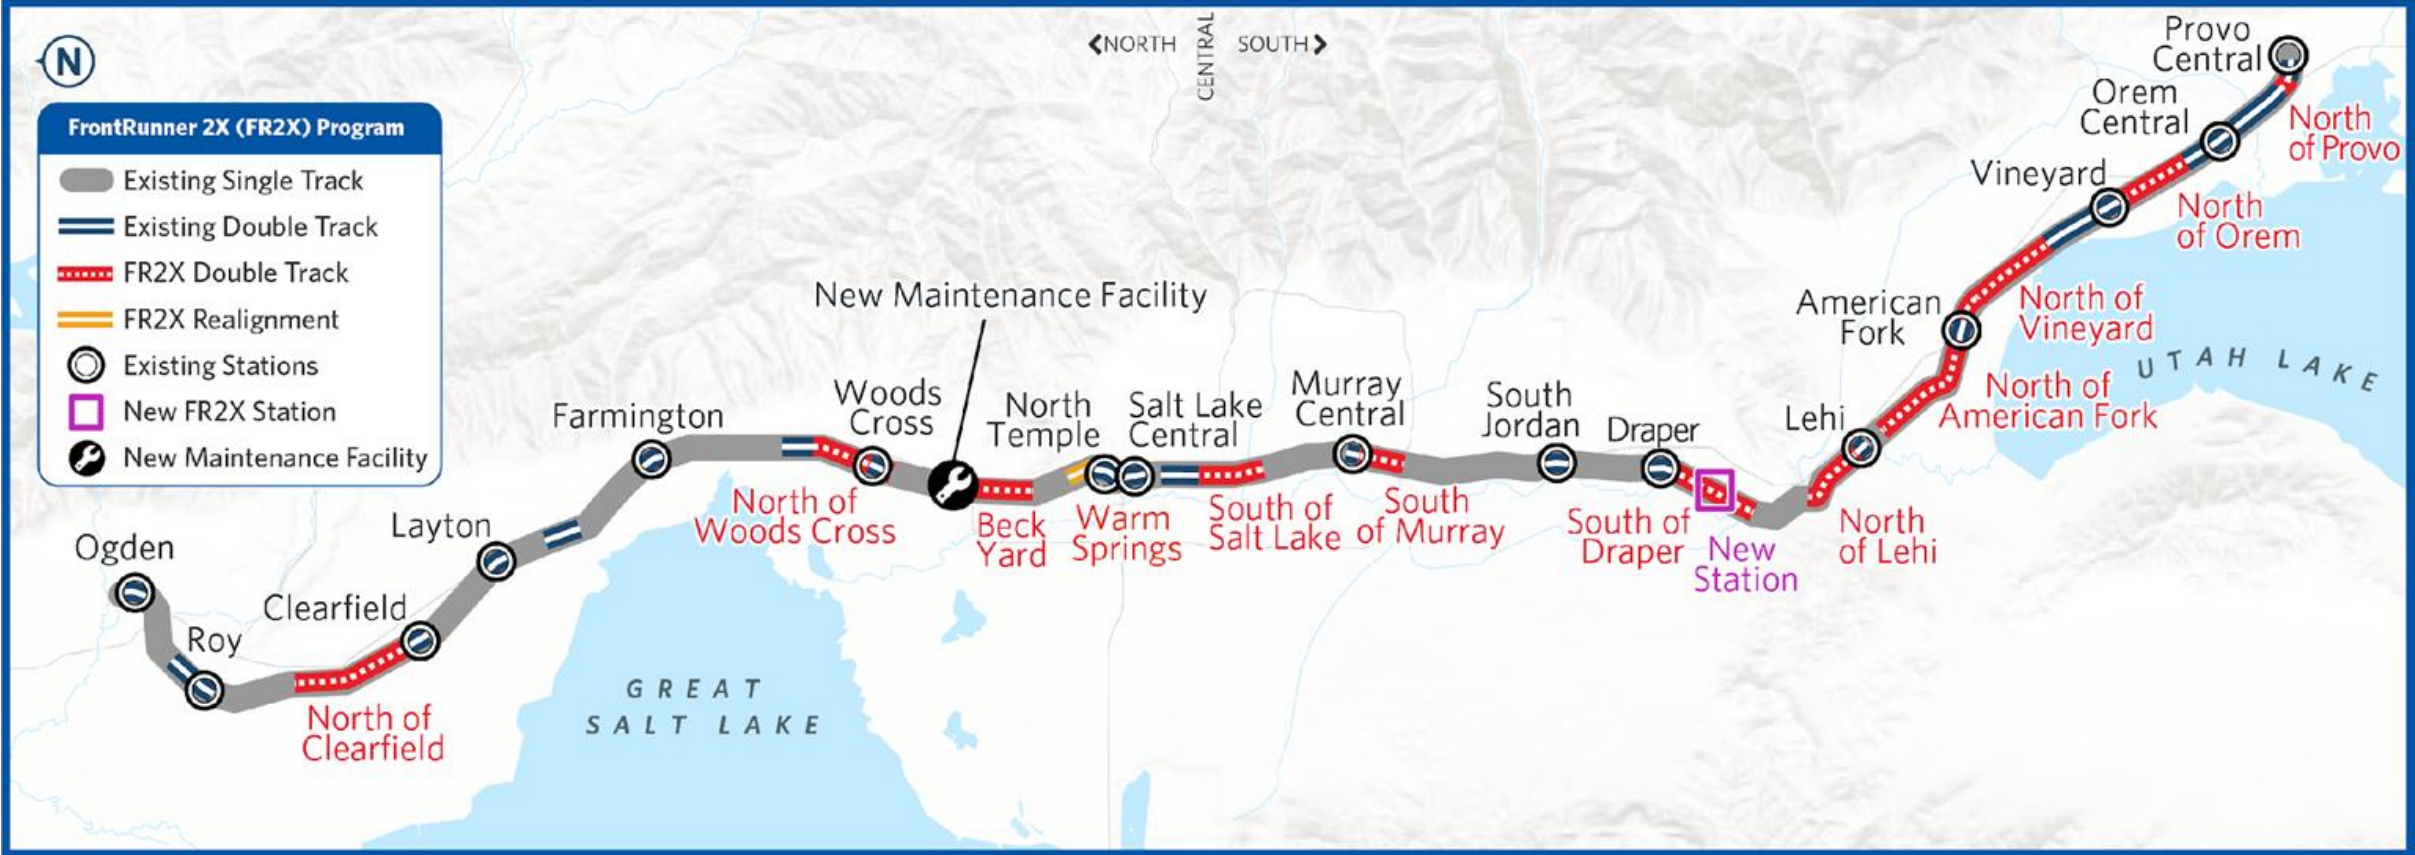 N
<NORTH
CENTRAL
SOUTH>
FrontRunner 2X (FR2X) Program
Existing Single Track
Existing Double Track
FR2X Double Track
FR2X Realignment
Existing Stations
New FR2X Station
New Maintenance Facility
Ogden
Roy
Clearfield
North of
Clearfield
Layton
Farmington
GREAT
SALT LAKE
North of
Woods Cross
Woods
Cross
New Maintenance Facility
Beck
Yard
North
Temple
Warm
Springs
Salt Lake
Central
South of
Salt Lake
Murray
Central
South
of Murray
South
Jordan
Draper
South of
Draper
New
Station
Lehi
North
of Lehi
American
Fork
North of
American Fork
North of
Vineyard
UTAH LAKE
Vineyard
North
of Orem
Orem
Central
Provo
Central
North
of Provo